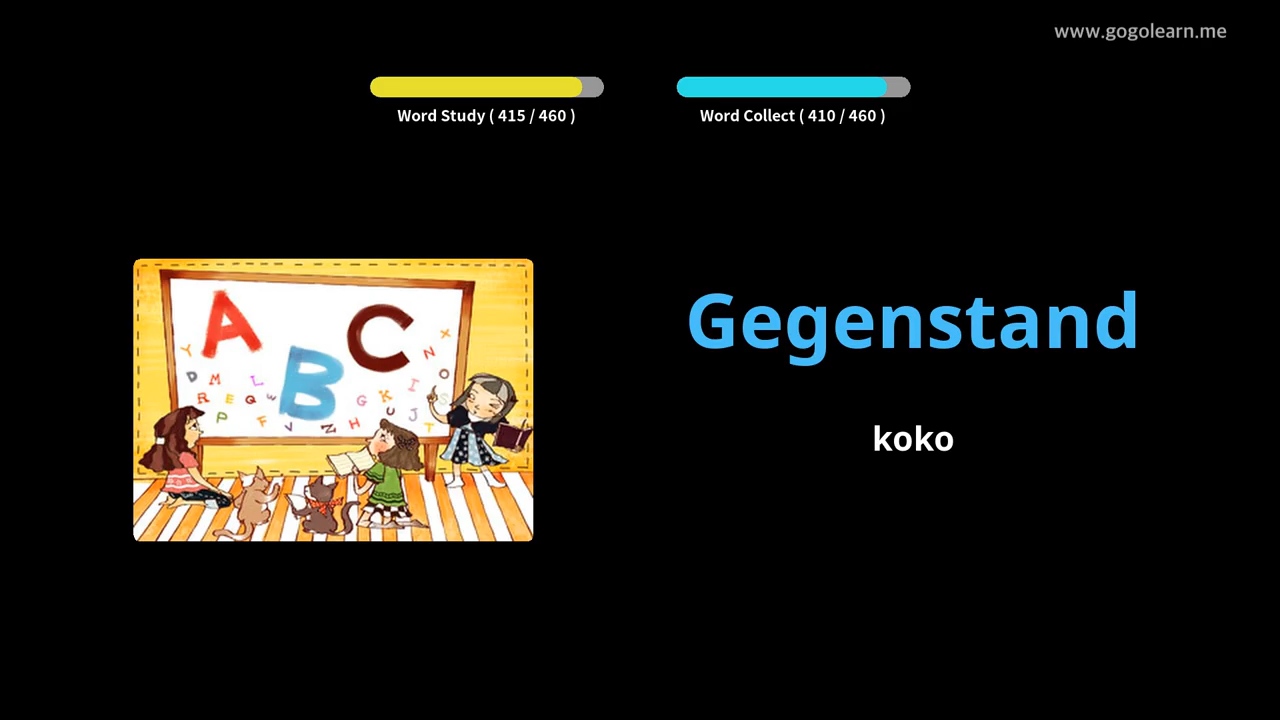 www.gogolearn.me
Word Study ( 415 / 460 )
Word Collect ( 410 / 460 )
A
B
C
Y
D M L
R E Q W
P F V Z H
G K I N X O
U J S T
Gegenstand
koko